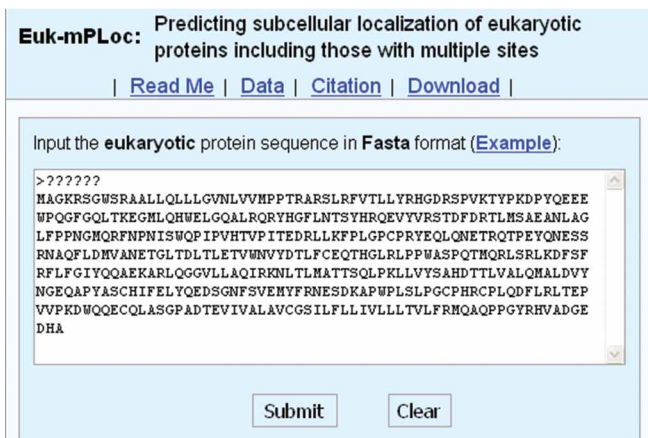 Euk-mPLoc: Predicting subcellular localization of eukaryotic
proteins including those with multiple sites
| Read Me | Data | Citation | Download |
Input the eukaryotic protein sequence in Fasta format (Example):
>??????
MAGKRSGWSRAALLQLLLGVNLVVMPPTRARSLRFVTLLYRHGDRSPVKTYPKDPYQEEE
WPQGFGQLTKEGMLQHWELGQALRQRYHGFLNTSYHRQEVYVRSTDFDRTLMSAEANLAG
LFPPNGMQRFNPNISWQPIPVHTVPITEDRLLKFPLGPCPRYEQLQNETRQTPEYQNESS
RNAQFLDMVANETGLTDLTLETVWNVYDTLFCEQTHGLRLPPWASPQTMQRLSRLKDFSF
RFLFGIYQQAEKARLQGGVLLAQIRKNLTLMATTSQLPKLLVYSAHDTTLVALQMALDVY
NGEQAPYASCHIFELYQEDSGNFSVEMYFRNESDKAPWPLSLPGCPHRCPLQDFLRLTEP
VVPKDWQQECQLASGPADTEVIVALAVCGSILFLLIVLLLTVLFRMQAQPPGYRHVADGE
DHA
Submit Clear